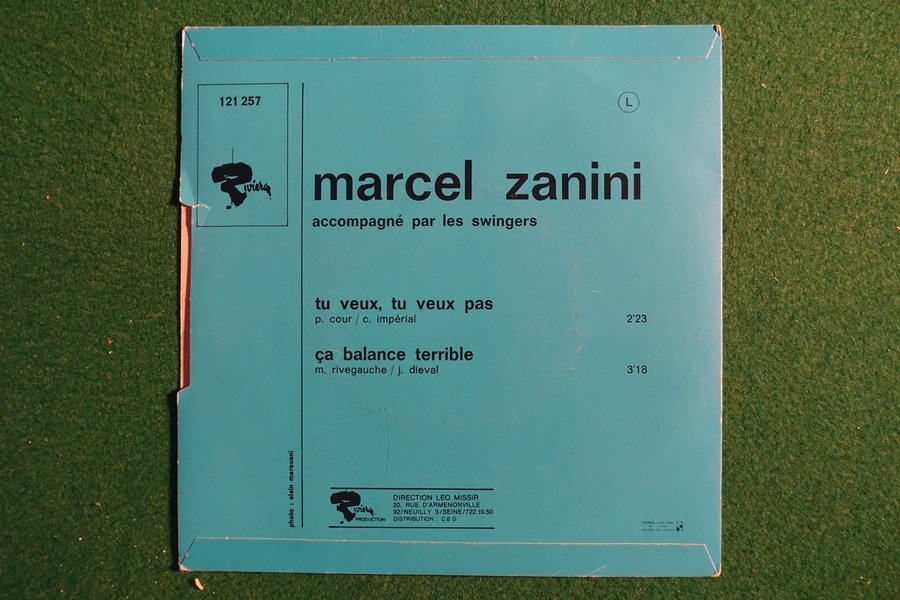 121 257
L
Riviera
marcel zanini
accompagné par les swingers
tu veux, tu veux pas
p. cour / c. impérial 2'23
ça balance terrible
m. rivegauche / j. dieval 3'18
photo : alain marouani
Riviera
PRODUCTION
DIRECTION LEO MISSIR
20, RUE D'ARMENONVILLE
92/NEUILLY S/SEINE/722.19.50
DISTRIBUTION : C E D